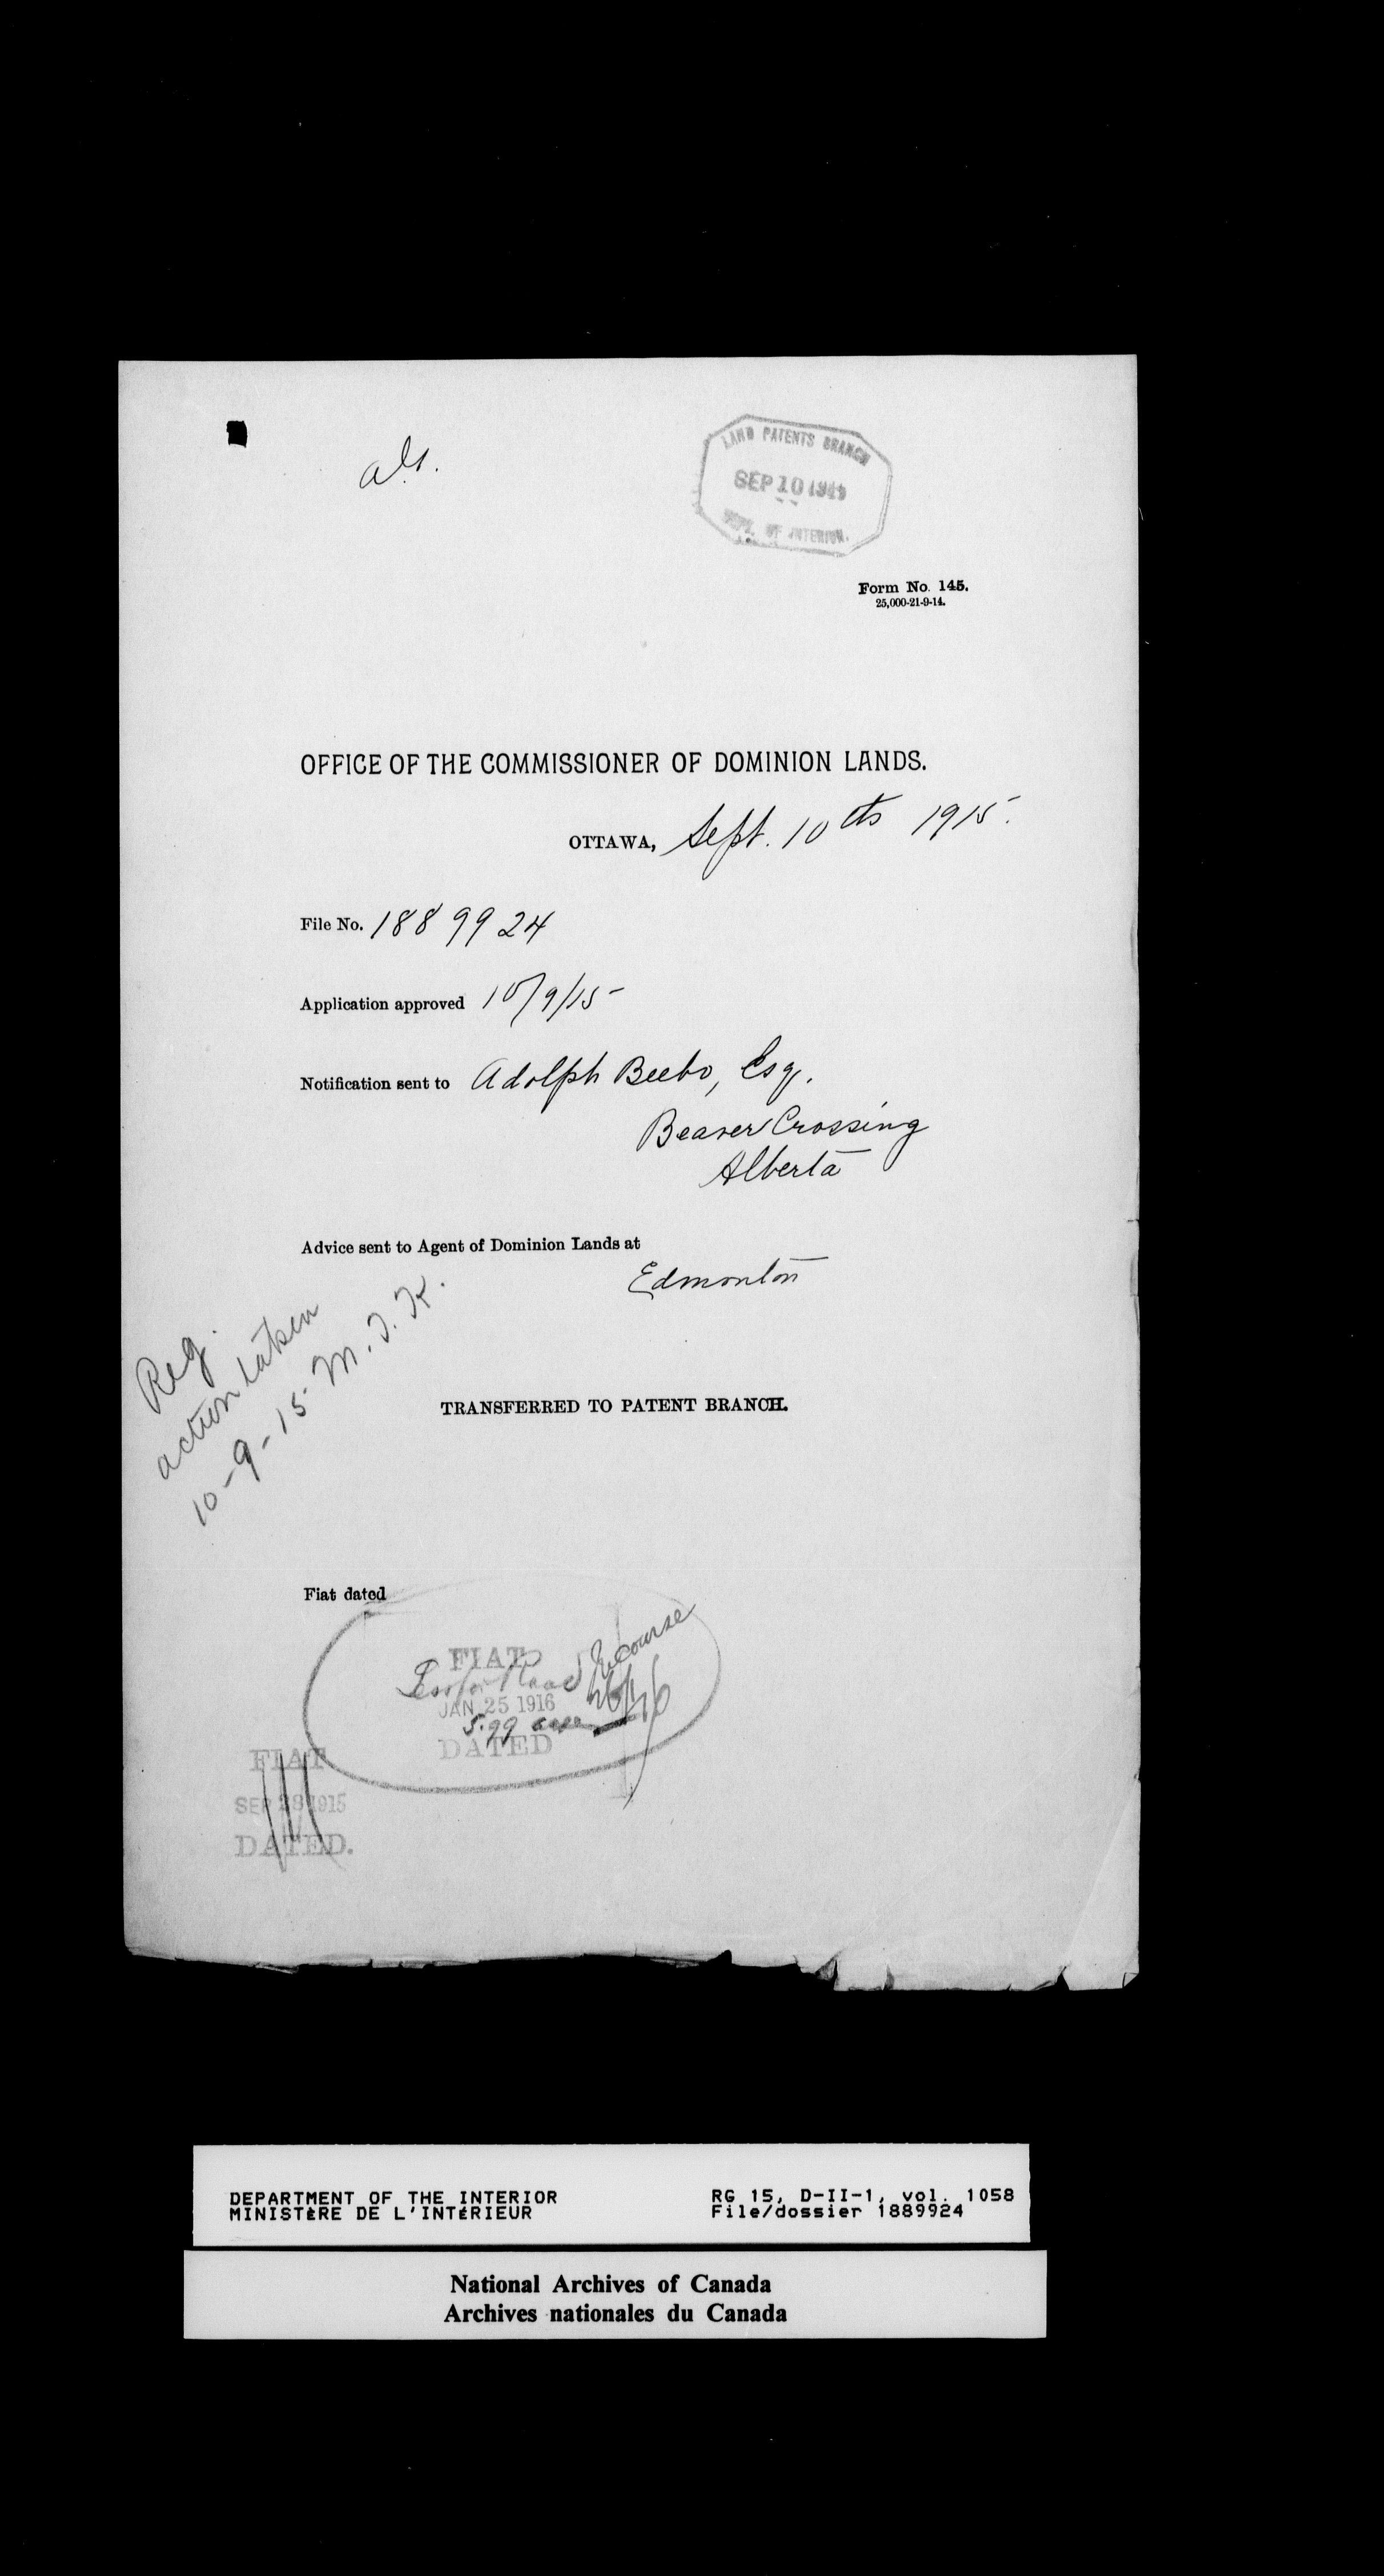 LAND PATENTS BRANCH
SEP 10
DEPT. OF INTERIOR.
Form No. 145.
25,000-21-9-14.
OFFICE OF THE COMMISSIONER OF DOMINION LANDS.
OTTAWA, Sept. 10th 1915.
File No. 1889924
Application approved 10/9/15
Notification sent to Adolph Beebo, Esq.
Beaver Crossing
Alberta
Advice sent to Agent of Dominion Lands at
Edmonton
Reg.
action taken
10-9-15 M.J.K.
TRANSFERRED TO PATENT BRANCH.
Fiat dated
FIAT
Less for Road
JAN 25 1916
5.99 acres
DATED
FIAT
SEP 28 1915
DATED.
DEPARTMENT OF THE INTERIOR RG 15, D-II-1, vol. 1058
MINISTÈRE DE L'INTÉRIEUR File/dossier 1889924
National Archives of Canada
Archives nationales du Canada